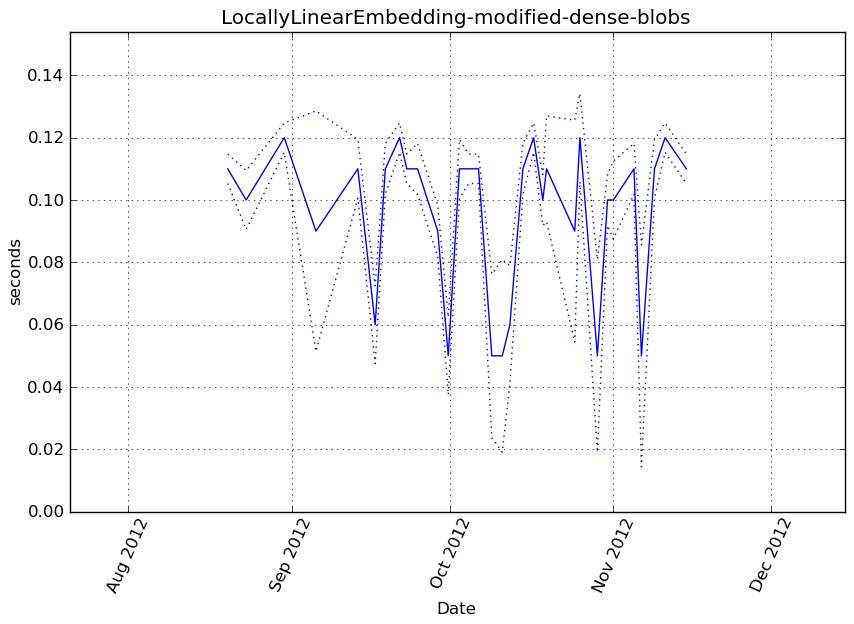 LocallyLinearEmbedding-modified-dense-blobs
0.14
0.12
0.10
0.08
0.06
0.04
0.02
0.00
seconds
Aug 2012
Sep 2012
Oct 2012
Nov 2012
Dec 2012
Date